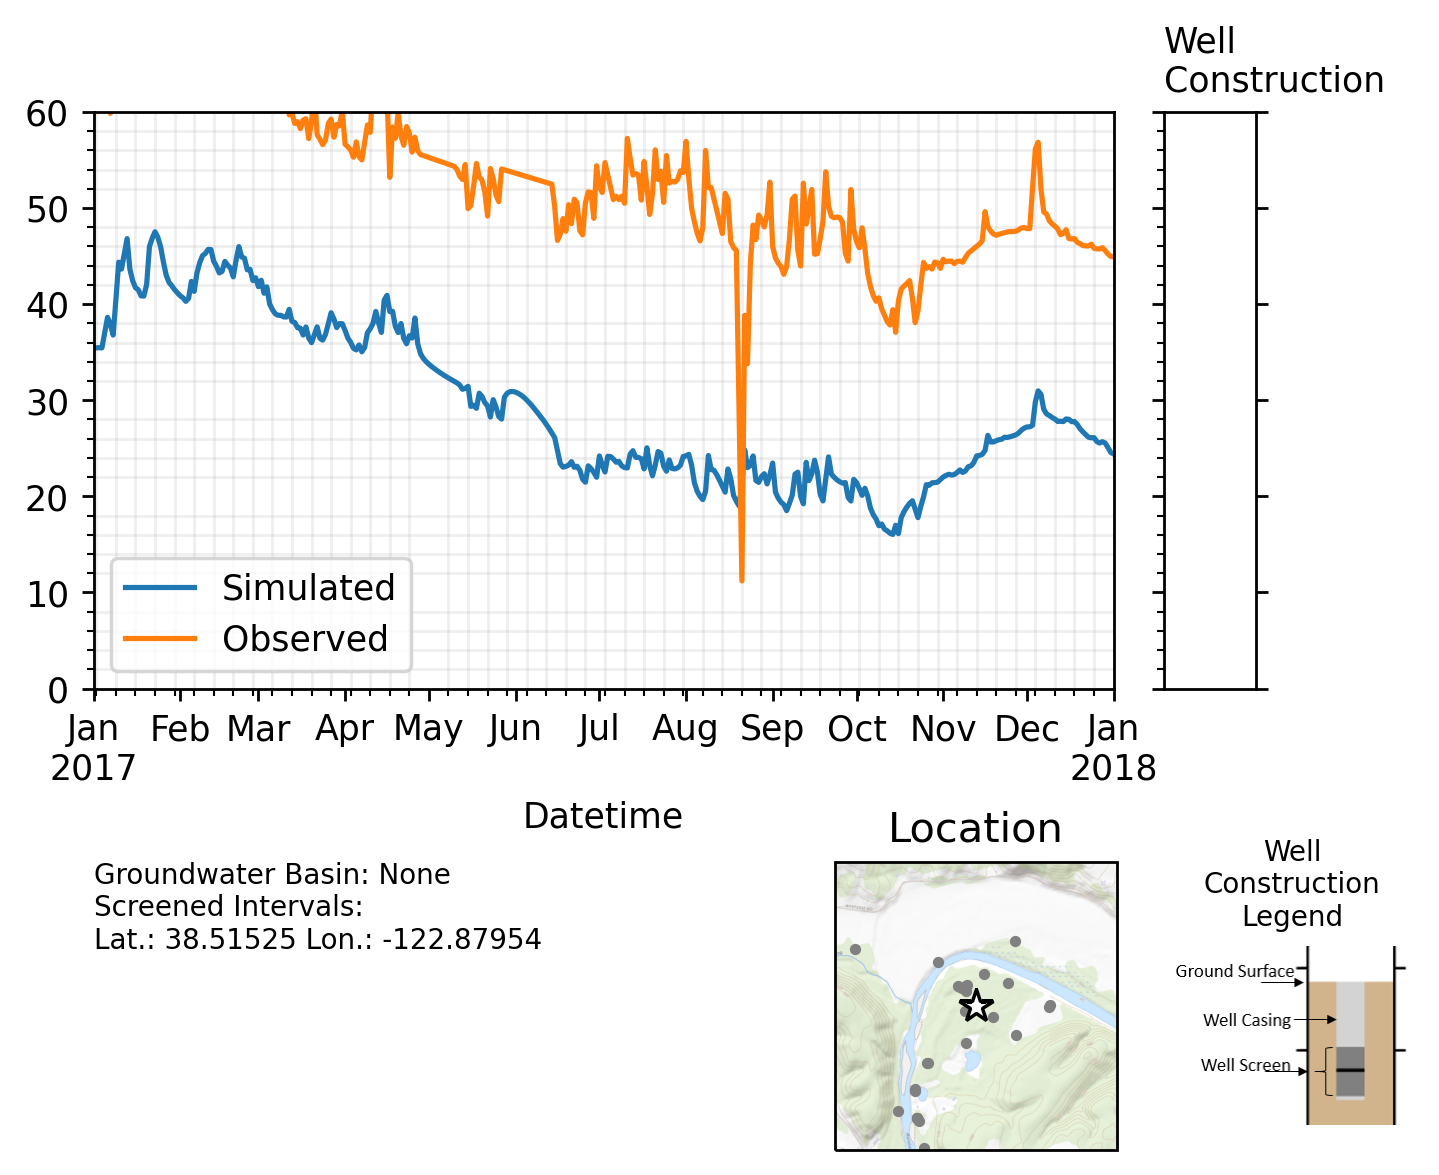 Well
Construction
60
50
40
30
20
10
0
Simulated
Observed
Jan Feb Mar Apr May Jun Jul Aug Sep Oct Nov Dec Jan
2017 2018
Datetime
Groundwater Basin: None
Screened Intervals:
Lat.: 38.51525 Lon.: -122.87954
Location
Well
Construction
Legend
Ground Surface
Well Casing
Well Screen